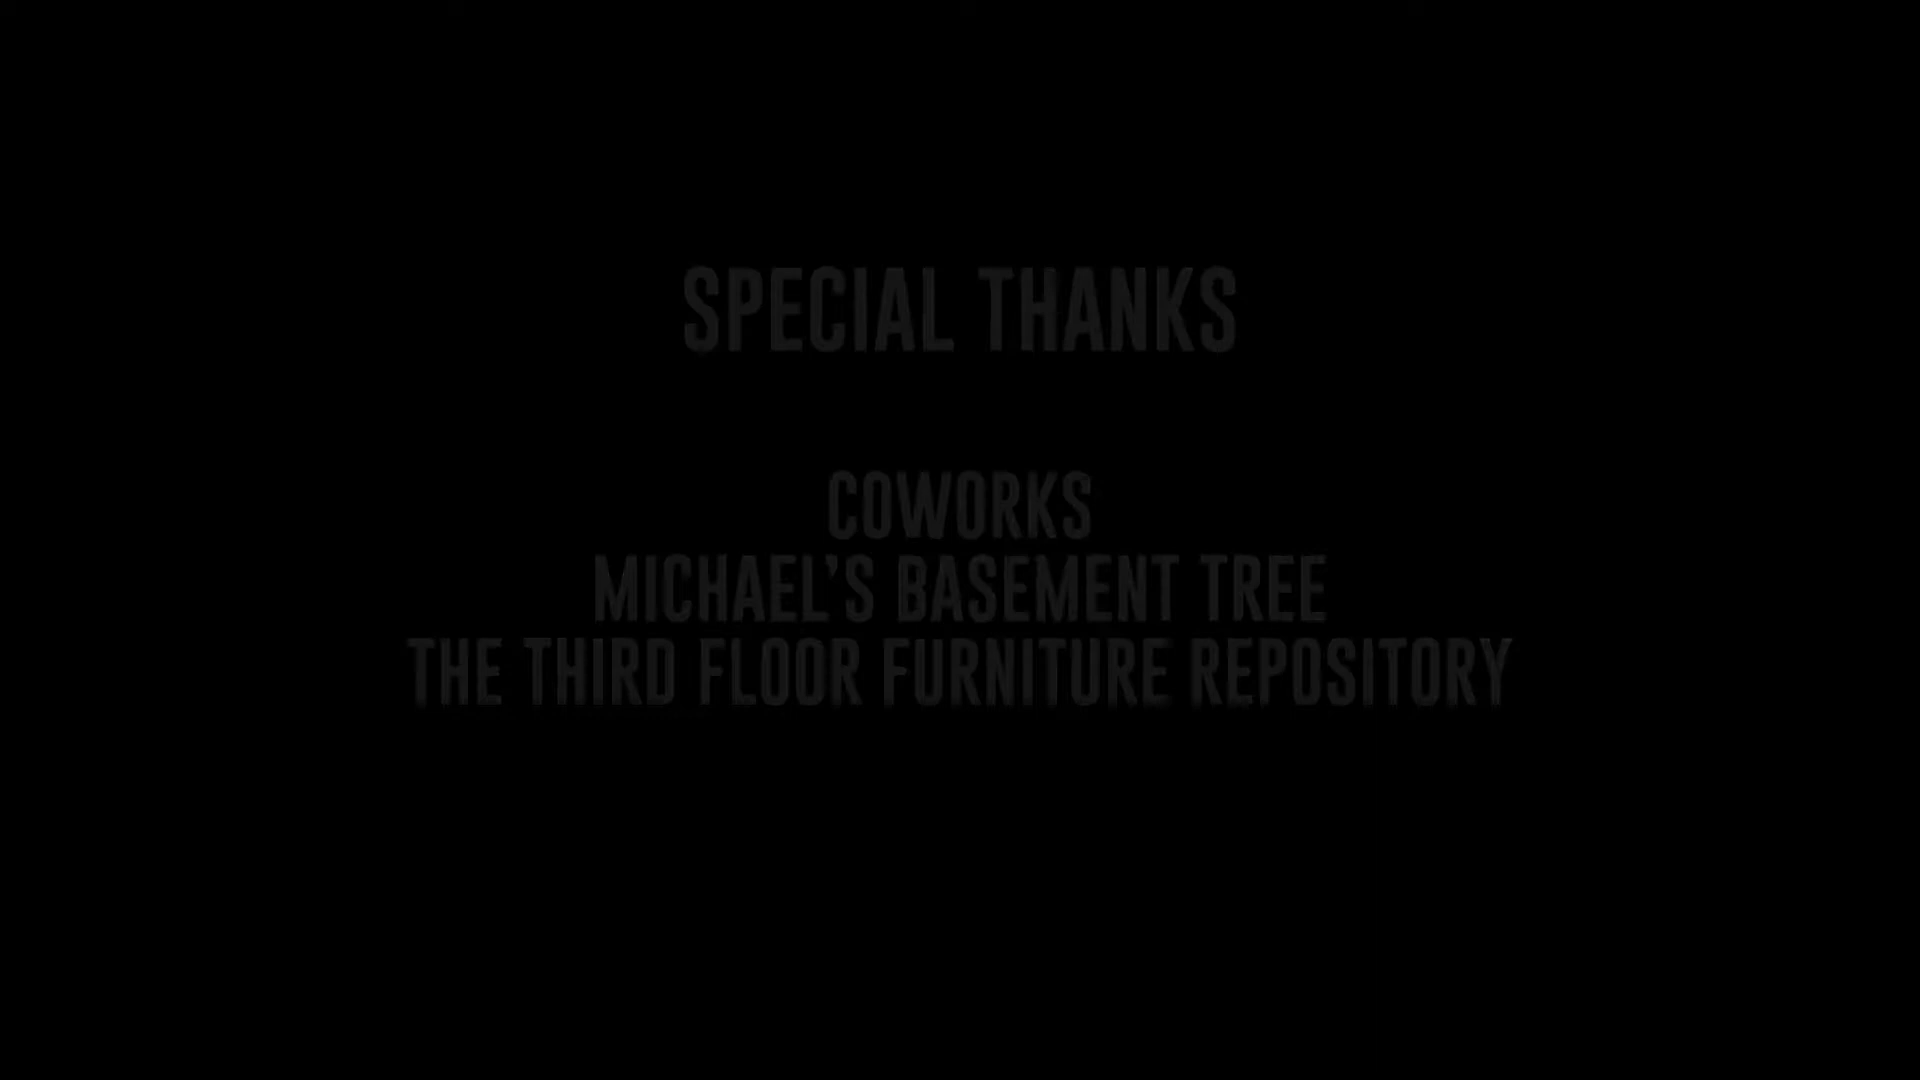 SPECIAL THANKS
COWORKS
MICHAEL'S BASEMENT TREE
THE THIRD FLOOR FURNITURE REPOSITORY